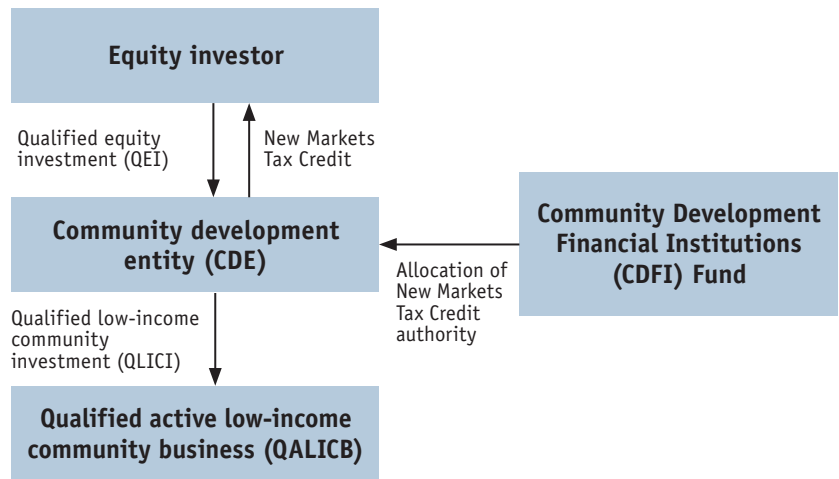 Equity investor
Qualified equity
investment (QEI)
New Markets
Tax Credit
Community development
entity (CDE)
Community Development
Financial Institutions
(CDFI) Fund
Allocation of
New Markets
Tax Credit
authority
Qualified low-income
community
investment (QLICI)
Qualified active low-income
community business (QALICB)